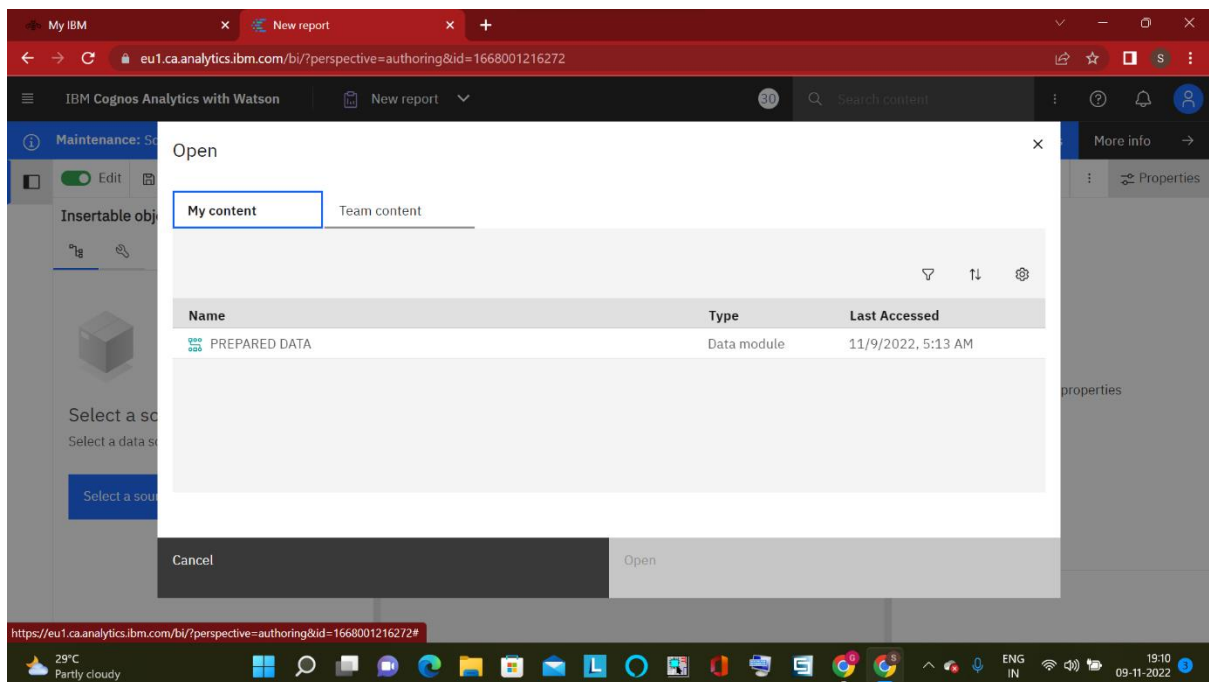 My IBM
New report
eu1.ca.analytics.ibm.com/bi/?perspective=authoring&id=1668001216272
S
IBM Cognos Analytics with Watson
New report
30
Search content
Maintenance:
More info
Edit
Properties
Insertable obj
Open
My content
Team content
Name
Type
Last Accessed
PREPARED DATA
Data module
11/9/2022, 5:13 AM
properties
Select a so
Select a data so
Select a sour
Cancel
Open
https://eu1.ca.analytics.ibm.com/bi/?perspective=authoring&id=1668001216272#
29°C
Partly cloudy
L
G
S
ENG
IN
19:10
09-11-2022
3